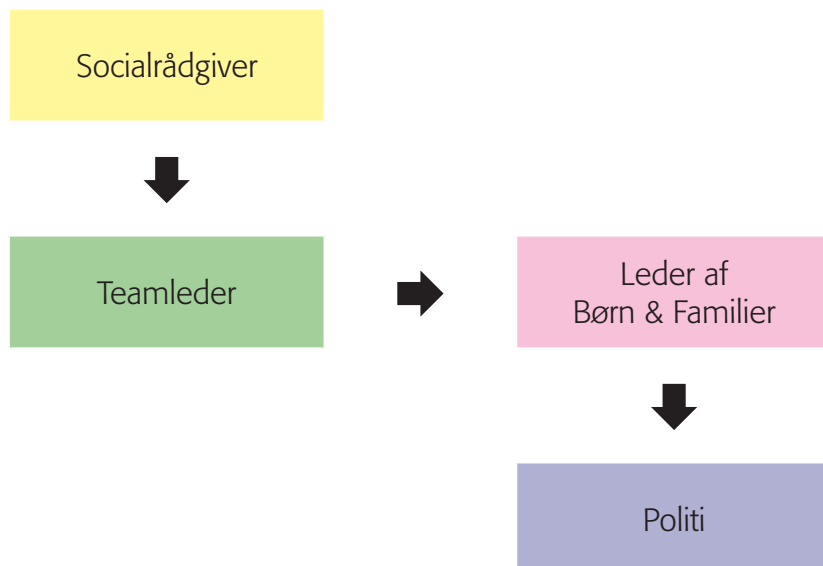 Socialrådgiver
Teamleder
Leder af
Børn & Familier
Politi